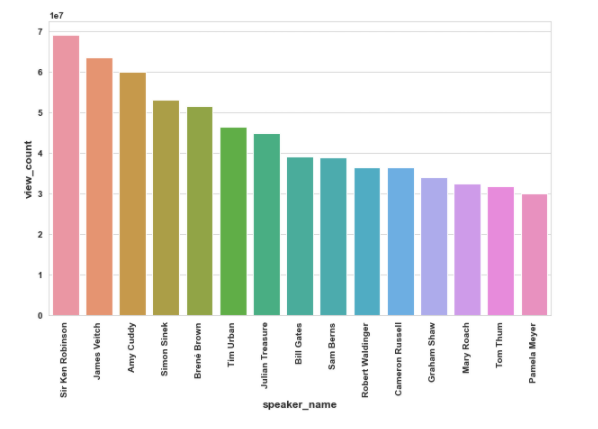 1e7
7
6
5
4
3
2
1
0
view_count
Sir Ken Robinson
James Veitch
Amy Cuddy
Simon Sinek
Brené Brown
Tim Urban
Julian Treasure
Bill Gates
Sam Berns
Robert Waldinger
Cameron Russell
Graham Shaw
Mary Roach
Tom Thum
Pamela Meyer
speaker_name